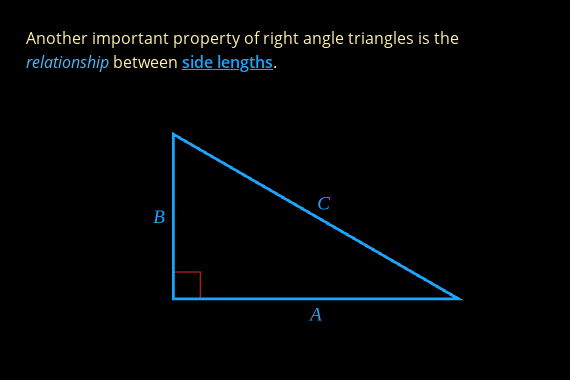 Another important property of right angle triangles is the
relationship between side lengths.
C
B
A